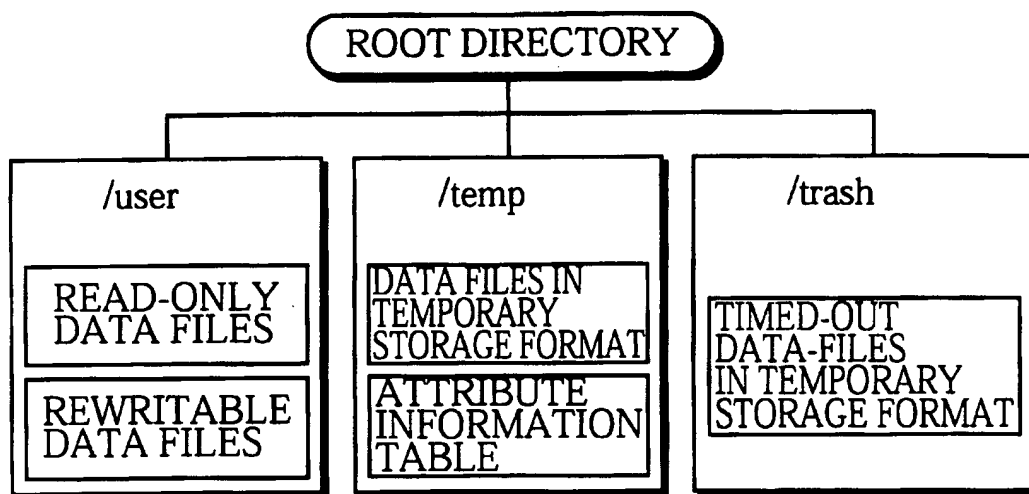 ROOT DIRECTORY
/user
READ-ONLY
DATA FILES
REWRITABLE
DATA FILES
/temp
DATA FILES IN
TEMPORARY
STORAGE FORMAT
ATTRIBUTE
INFORMATION
TABLE
/trash
TIMED-OUT
DATA-FILES
IN TEMPORARY
STORAGE FORMAT